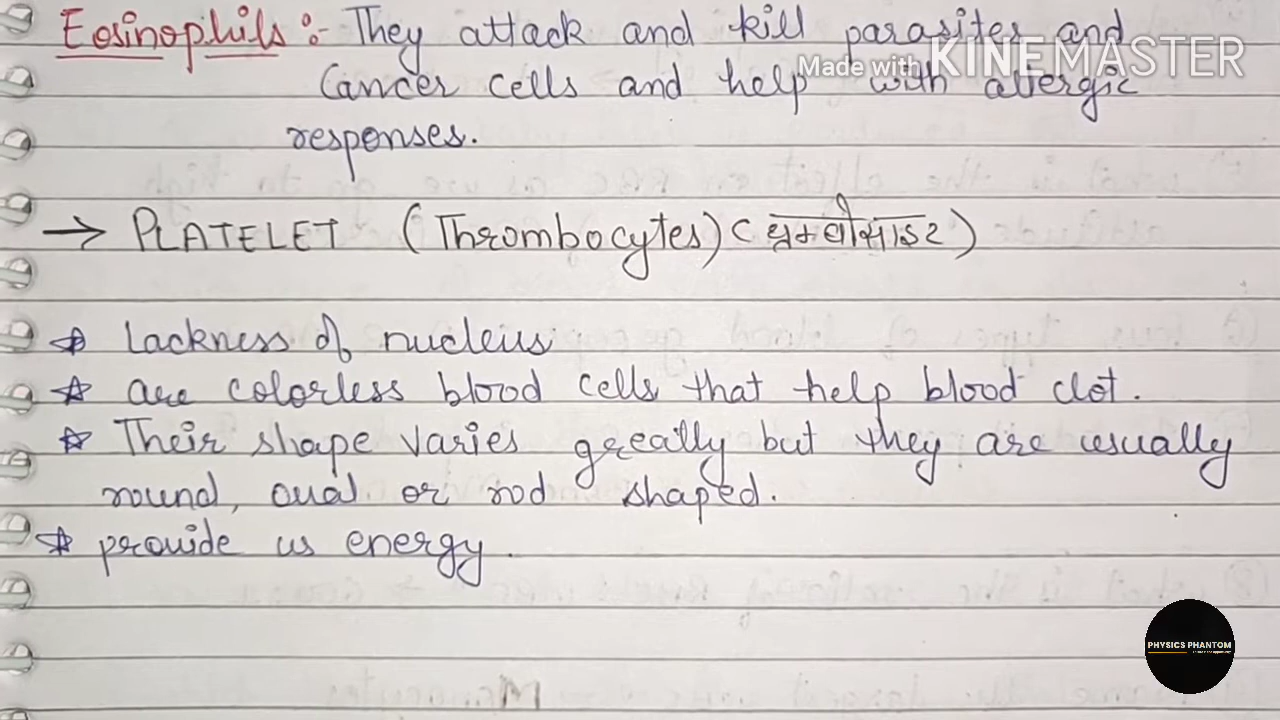 Eosinophils :- They attack and kill parasites and
Made with KINEMASTER
Cancer cells and help with allergic
responses.
→ PLATELET (Thrombocytes) (थ्रम्बोसाइट)
☆ Lackness of nucleus
☆ are colorless blood cells that help blood clot.
☆ Their shape varies greatly but they are usually
round, oval or rod shaped.
☆ provide us energy.
PHYSICS PHANTOM